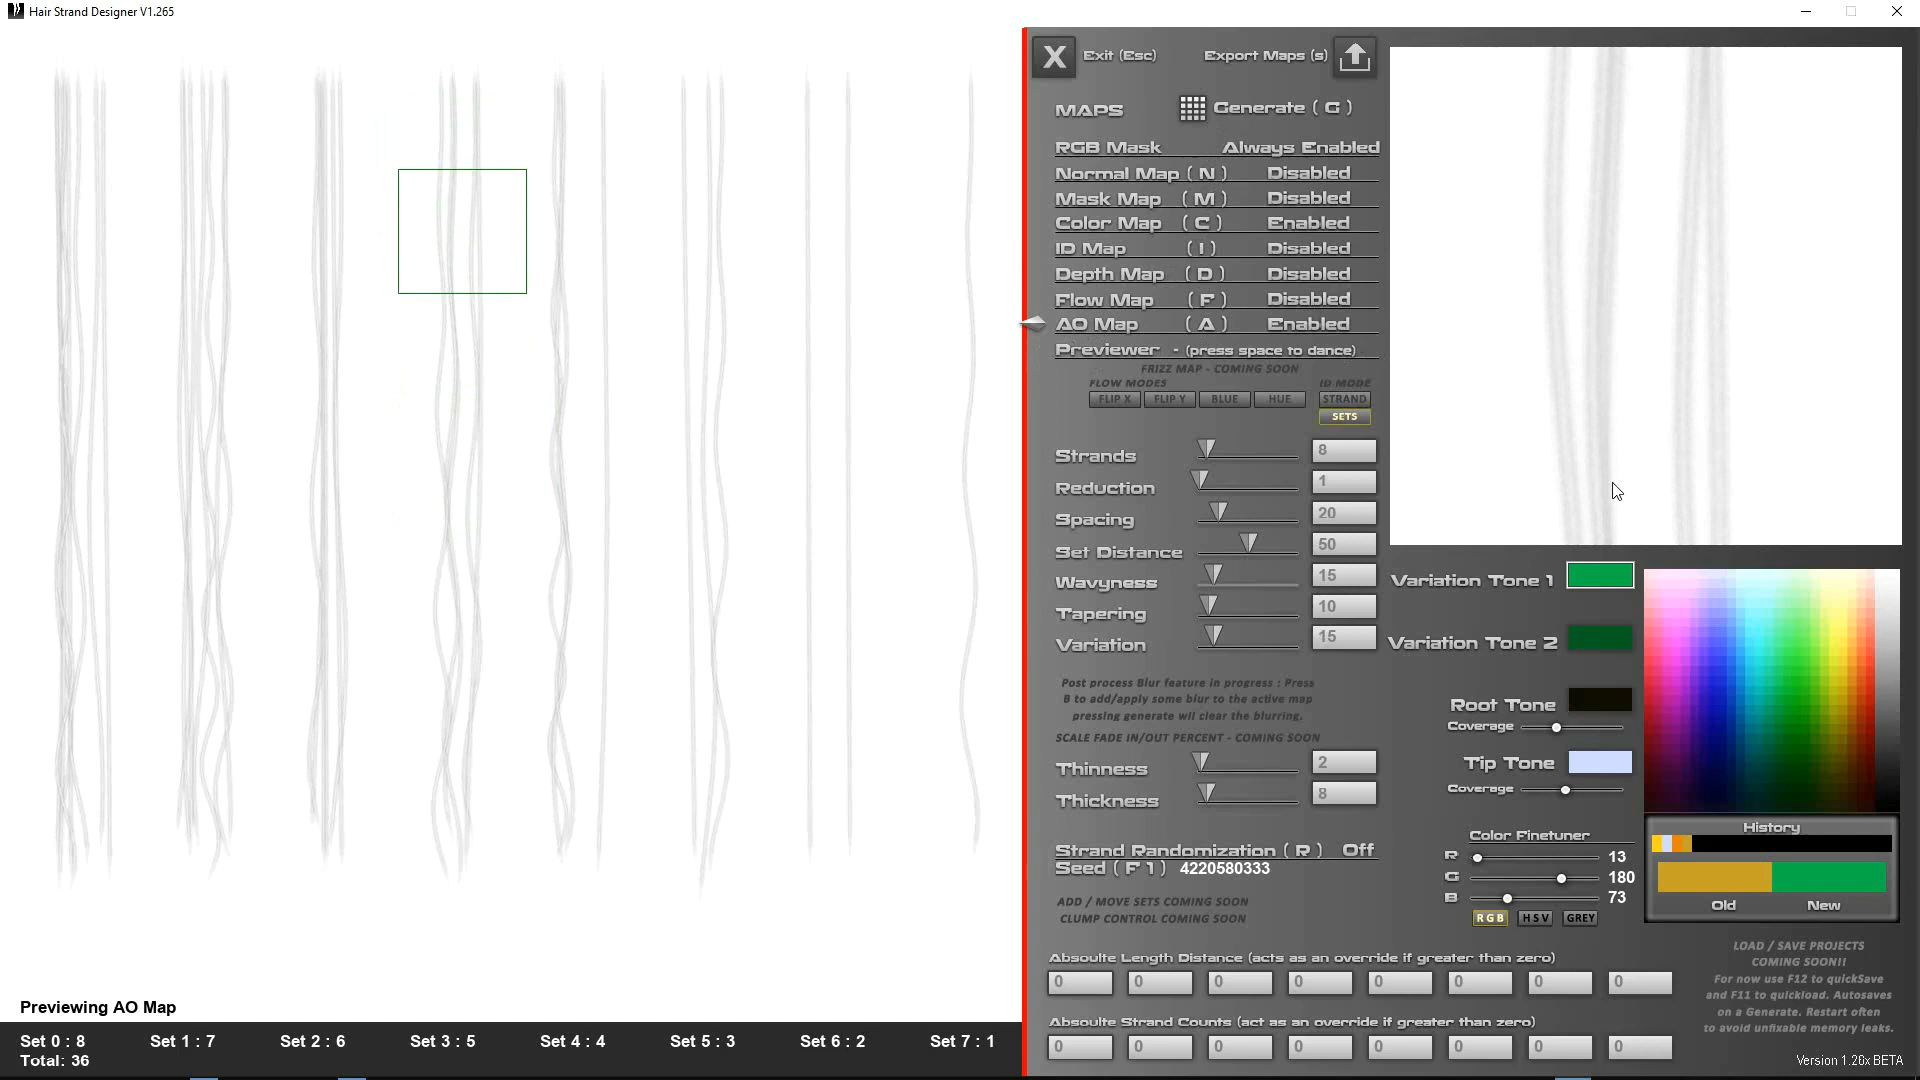 Hair Strand Designer V1.265
Exit (Esc)
Export Maps (s)
MAPS
Generate ( G )
RGB Mask Always Enabled
Normal Map ( N ) Disabled
Mask Map ( M ) Disabled
Color Map ( C ) Enabled
ID Map ( I ) Disabled
Depth Map ( D ) Disabled
Flow Map ( F ) Disabled
AO Map ( A ) Enabled
Previewer - (press space to dance)
FRIZZ MAP - COMING SOON
FLOW MODES ID MODE
FLIP X FLIP Y BLUE HUE STRAND
SETS
Strands 8
Reduction 1
Spacing 20
Set Distance 50
Wavyness 15
Tapering 10
Variation 15
Post process Blur feature in progress : Press
B to add/apply some blur to the active map
pressing generate wil clear the blurring.
SCALE FADE IN/OUT PERCENT - COMING SOON
Thinness 2
Thickness 8
Strand Randomization ( R ) Off
Seed ( F1 ) 4220580333
ADD / MOVE SETS COMING SOON
CLUMP CONTROL COMING SOON
Variation Tone 1
Variation Tone 2
Root Tone
Coverage
Tip Tone
Coverage
Color Finetuner
R 13
G 180
B 73
RGB HSV GREY
History
Old New
Absoulte Length Distance (acts as an override if greater than zero)
0 0 0 0 0 0 0 0
Absoulte Strand Counts (act as an override if greater than zero)
0 0 0 0 0 0 0 0
LOAD / SAVE PROJECTS
COMING SOON!!
For now use F12 to quickSave
and F11 to quickload. Autosaves
on a Generate. Restart often
to avoid unfixable memory leaks.
Version 1.26x BETA
Previewing AO Map
Set 0 : 8 Set 1 : 7 Set 2 : 6 Set 3 : 5 Set 4 : 4 Set 5 : 3 Set 6 : 2 Set 7 : 1
Total: 36